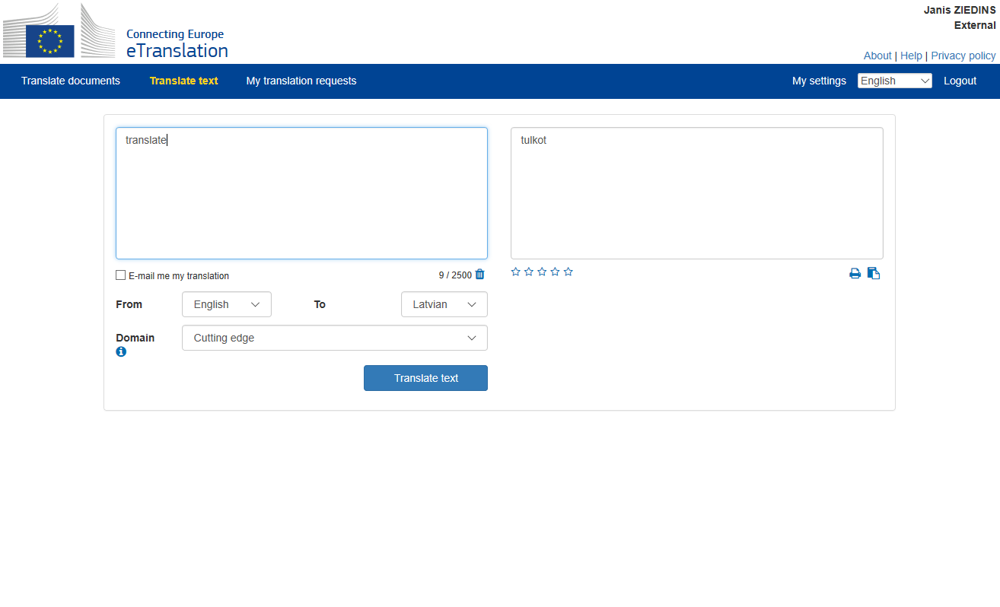 Janis ZIEDINS
External
Connecting Europe
eTranslation
About | Help | Privacy policy
Translate documents Translate text My translation requests My settings English Logout
translate
tulkot
E-mail me my translation 9 / 2500
From English To Latvian
Domain Cutting edge
Translate text